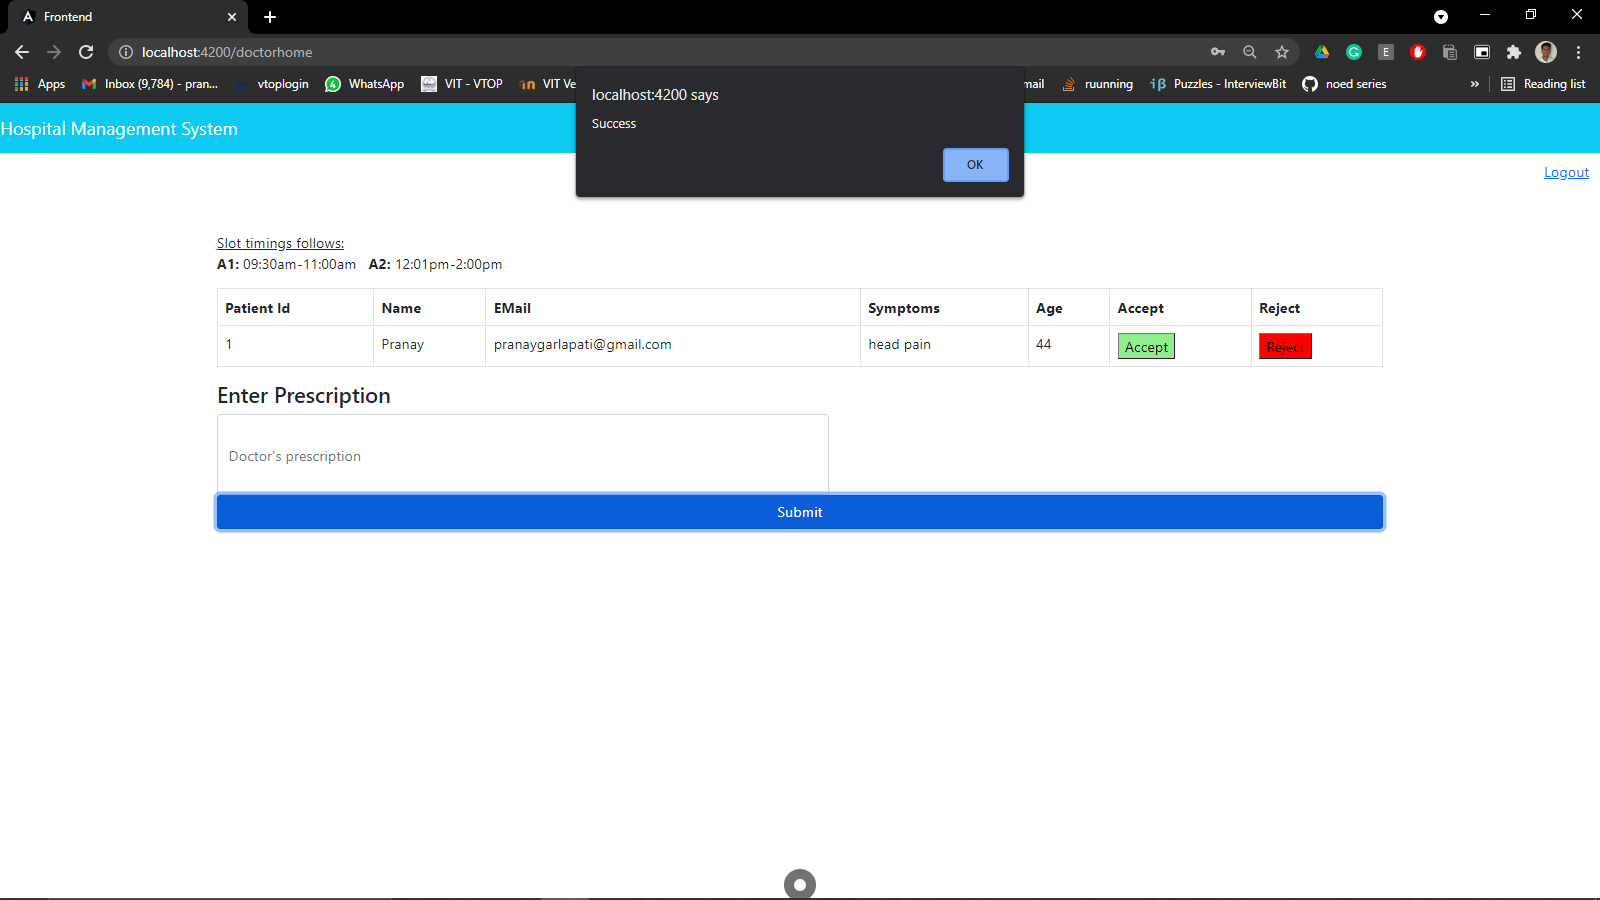 Frontend
localhost:4200/doctorhome
Apps Inbox (9,784) - pran... vtoplogin WhatsApp VIT - VTOP VIT Ve mail ruunning Puzzles - InterviewBit noed series » Reading list
localhost:4200 says
Success
OK
Hospital Management System
Logout
Slot timings follows:
A1: 09:30am-11:00am A2: 12:01pm-2:00pm
Patient Id Name EMail Symptoms Age Accept Reject
1 Pranay pranaygarlapati@gmail.com head pain 44 Accept Reject
Enter Prescription
Doctor's prescription
Submit